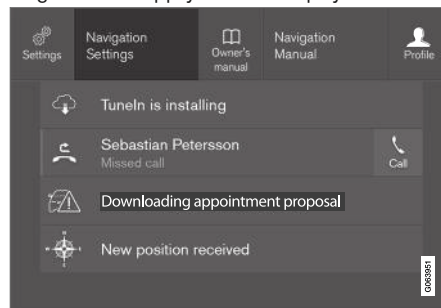 Settings
Navigation
Settings
Owner's
manual
Navigation
Manual
Profile
TuneIn is installing
Sebastian Petersson
Missed call
Call
Downloading appointment proposal
New position received
G063951